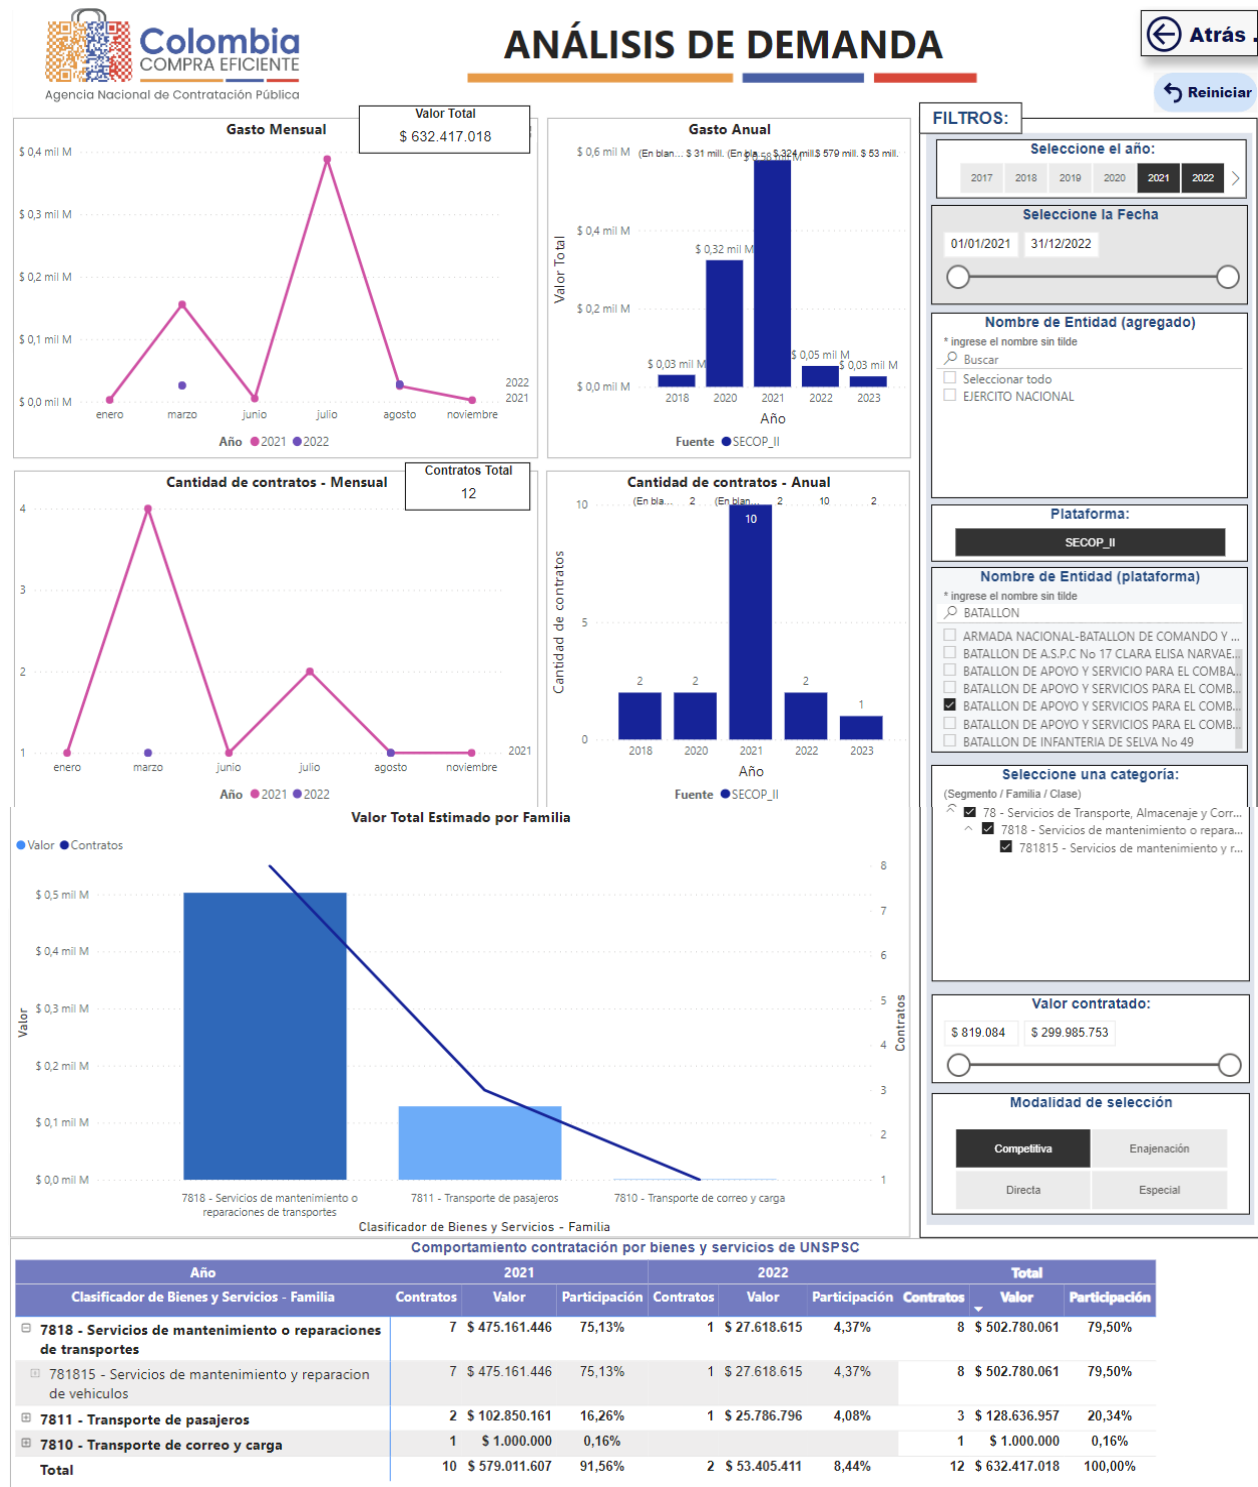 Colombia
COMPRA EFICIENTE
Agencia Nacional de Contratación Pública
ANÁLISIS DE DEMANDA
Atrás .
Reiniciar
Gasto Mensual
Valor Total
$ 632.417.018
$ 0,4 mil M
$ 0,3 mil M
$ 0,2 mil M
$ 0,1 mil M
$ 0,0 mil M
2022
2021
enero marzo junio julio agosto noviembre
Año 2021 2022
Gasto Anual
(En blan... $ 31 mill. (En bla... $ 324 mill. $ 579 mill. $ 53 mill.
$ 0,6 mil M
$ 0,4 mil M
$ 0,2 mil M
$ 0,0 mil M
Valor Total
$ 0,03 mil M
$ 0,32 mil M
$ 0,58 mil M
$ 0,05 mil M
$ 0,03 mil M
2018 2020 2021 2022 2023
Año
Fuente SECOP_II
Cantidad de contratos - Mensual
Contratos Total
12
4
3
2
1
2021
enero marzo junio julio agosto noviembre
Año 2021 2022
Cantidad de contratos - Anual
(En bla... 2 (En blan... 2 10 2
10
5
0
Cantidad de contratos
2 2 10 2 1
2018 2020 2021 2022 2023
Año
Fuente SECOP_II
FILTROS:
Seleccione el año:
2017 2018 2019 2020 2021 2022
Seleccione la Fecha
01/01/2021 31/12/2022
Nombre de Entidad (agregado)
* ingrese el nombre sin tilde
Buscar
Seleccionar todo
EJERCITO NACIONAL
Plataforma:
SECOP_II
Nombre de Entidad (plataforma)
* ingrese el nombre sin tilde
BATALLON
ARMADA NACIONAL-BATALLON DE COMANDO Y ...
BATALLON DE A.S.P.C No 17 CLARA ELISA NARVAE...
BATALLON DE APOYO Y SERVICIO PARA EL COMBA...
BATALLON DE APOYO Y SERVICIOS PARA EL COMB...
BATALLON DE APOYO Y SERVICIOS PARA EL COMB...
BATALLON DE APOYO Y SERVICIOS PARA EL COMB...
BATALLON DE INFANTERIA DE SELVA No 49
Seleccione una categoría:
(Segmento / Familia / Clase)
78 - Servicios de Transporte, Almacenaje y Corr...
7818 - Servicios de mantenimiento o repara...
781815 - Servicios de mantenimiento y r...
Valor contratado:
$ 819.084 $ 299.985.753
Modalidad de selección
Competitiva Enajenación
Directa Especial
Valor Total Estimado por Familia
Valor Contratos
$ 0,5 mil M
$ 0,4 mil M
$ 0,3 mil M
$ 0,2 mil M
$ 0,1 mil M
$ 0,0 mil M
Valor
8
7
6
5
4
3
2
1
Contratos
7818 - Servicios de mantenimiento o
reparaciones de transportes
7811 - Transporte de pasajeros
7810 - Transporte de correo y carga
Clasificador de Bienes y Servicios - Familia
Comportamiento contratación por bienes y servicios de UNSPSC
Año 2021 2022 Total
Clasificador de Bienes y Servicios - Familia Contratos Valor Participación Contratos Valor Participación Contratos Valor Participación
7818 - Servicios de mantenimiento o reparaciones 7 $ 475.161.446 75,13% 1 $ 27.618.615 4,37% 8 $ 502.780.061 79,50%
de transportes
781815 - Servicios de mantenimiento y reparacion 7 $ 475.161.446 75,13% 1 $ 27.618.615 4,37% 8 $ 502.780.061 79,50%
de vehiculos
7811 - Transporte de pasajeros 2 $ 102.850.161 16,26% 1 $ 25.786.796 4,08% 3 $ 128.636.957 20,34%
7810 - Transporte de correo y carga 1 $ 1.000.000 0,16% 1 $ 1.000.000 0,16%
Total 10 $ 579.011.607 91,56% 2 $ 53.405.411 8,44% 12 $ 632.417.018 100,00%